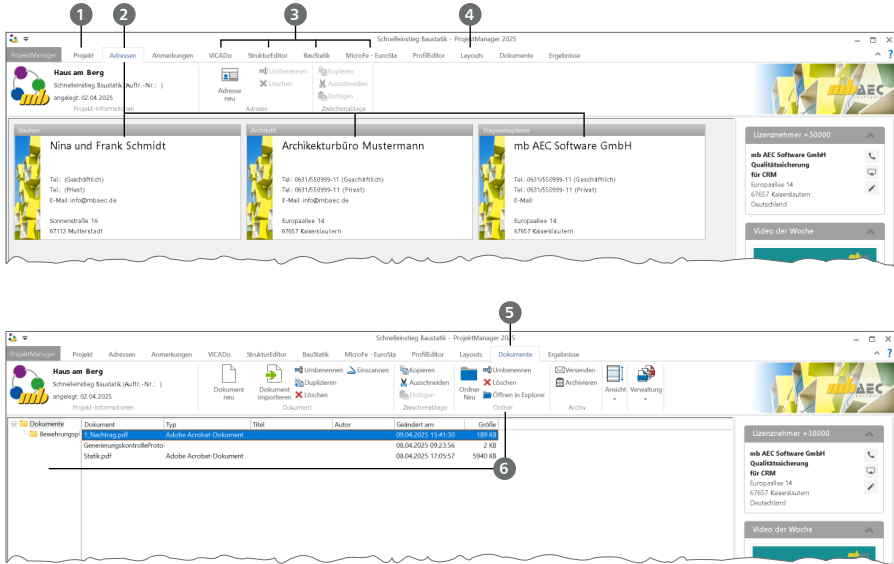 1 2 3 4
Schnelleinstieg Baustatik - ProjektManager 2025
ProjektManager Projekt Adressen Anmerkungen ViCADo StrukturEditor BauStatik MicroFe - EuroSta ProfilEditor Layouts Dokumente Ergebnisse ?
Haus am Berg
Schnelleinstieg Baustatik (Auftr.-Nr.: )
angelegt: 02.04.2025
Projekt-Informationen
Adresse
neu
Umbenennen
Löschen
Adresse
Kopieren
Ausschneiden
Einfügen
Zwischenablage
mb AEC
Software
Bauherr
Nina und Frank Schmidt
Tel.: (Geschäftlich)
Tel.: (Privat)
E-Mail: info@mbaec.de
Sonnenstraße 16
67112 Mutterstadt
Architekt
Archikekturbüro Mustermann
Tel.: 0631/550999-11 (Geschäftlich)
Tel.: 0631/550999-11 (Privat)
E-Mail: info@mbaec.de
Europaallee 14
67657 Kaiserslautern
Tragwerksplaner
mb AEC Software GmbH
Tel.: 0631/550999-11 (Geschäftlich)
Tel.: 0631/550999-11 (Privat)
E-Mail:
Europaallee 14
67657 Kaiserslautern
Lizenznehmer +30000
mb AEC Software GmbH
Qualitätssicherung
für CRM
Europaallee 14
67657 Kaiserslautern
Deutschland
Video der Woche
mb AEC
5
Schnelleinstieg Baustatik - ProjektManager 2025
ProjektManager Projekt Adressen Anmerkungen ViCADo StrukturEditor BauStatik MicroFe - EuroSta ProfilEditor Layouts Dokumente Ergebnisse ?
Haus am Berg
Schnelleinstieg Baustatik (Auftr.-Nr.: )
angelegt: 02.04.2025
Projekt-Informationen
Dokument
neu
Dokument
importieren
Umbenennen
Duplizieren
Löschen
Einscannen
Dokument
Kopieren
Ausschneiden
Einfügen
Zwischenablage
Ordner
Neu
Umbenennen
Löschen
Öffnen in Explorer
Ordner
Versenden
Archivieren
Archiv
Ansicht
Verwaltung
mb AEC
Software
Dokumente
Bewehrungspl
Dokument Typ Titel Autor Geändert am Größe
1_Nachtrag.pdf Adobe Acrobat-Dokument 09.04.2025 15:41:30 189 KB
GenerierungskontrolleProto 08.04.2025 09:23:56 2 KB
Statik.pdf Adobe Acrobat-Dokument 08.04.2025 17:05:57 5940 KB
6
Lizenznehmer +30000
mb AEC Software GmbH
Qualitätssicherung
für CRM
Europaallee 14
67657 Kaiserslautern
Deutschland
Video der Woche
mb AEC